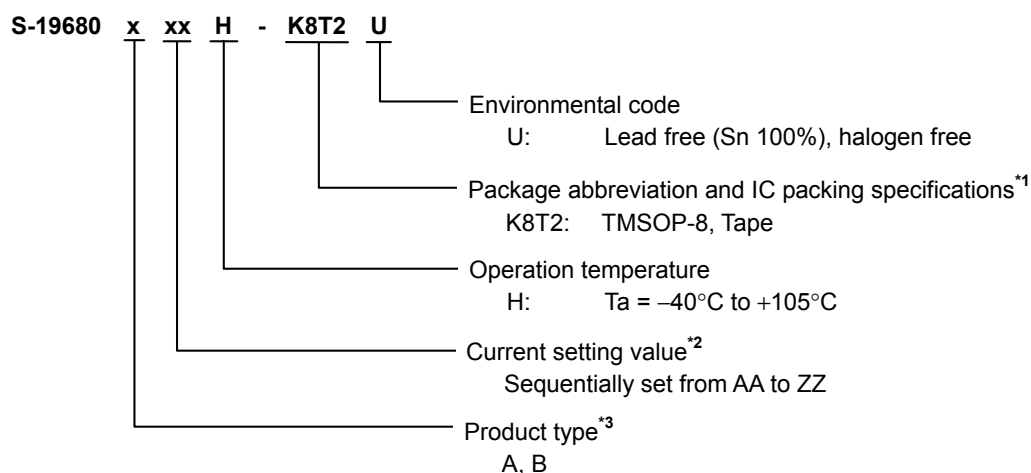 S-19680 x xx H - K8T2 U
Environmental code
U: Lead free (Sn 100%), halogen free
Package abbreviation and IC packing specifications*1
K8T2: TMSOP-8, Tape
Operation temperature
H: Ta = −40°C to +105°C
Current setting value*2
Sequentially set from AA to ZZ
Product type*3
A, B